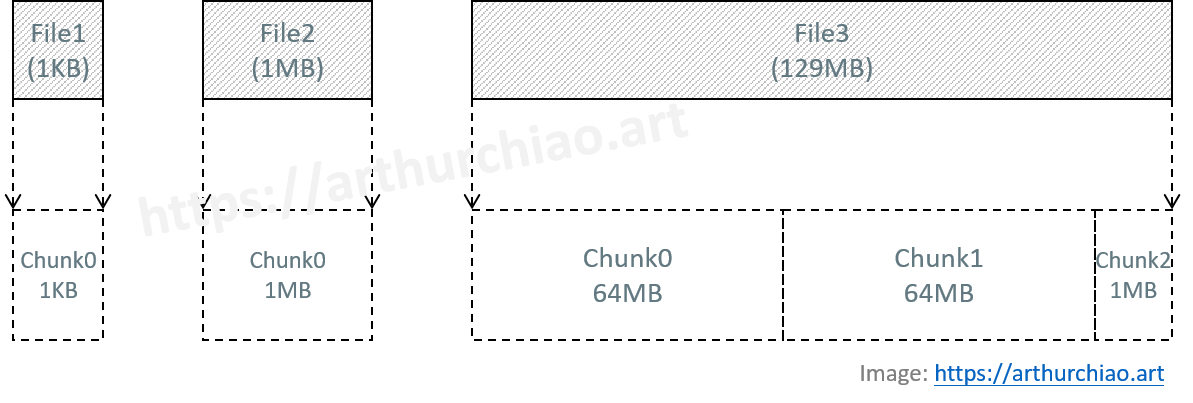 File1
(1KB)
File2
(1MB)
File3
(129MB)
https://arthurchiao.art
Chunk0
1KB
Chunk0
1MB
Chunk0
64MB
Chunk1
64MB
Chunk2
1MB
Image: https://arthurchiao.art